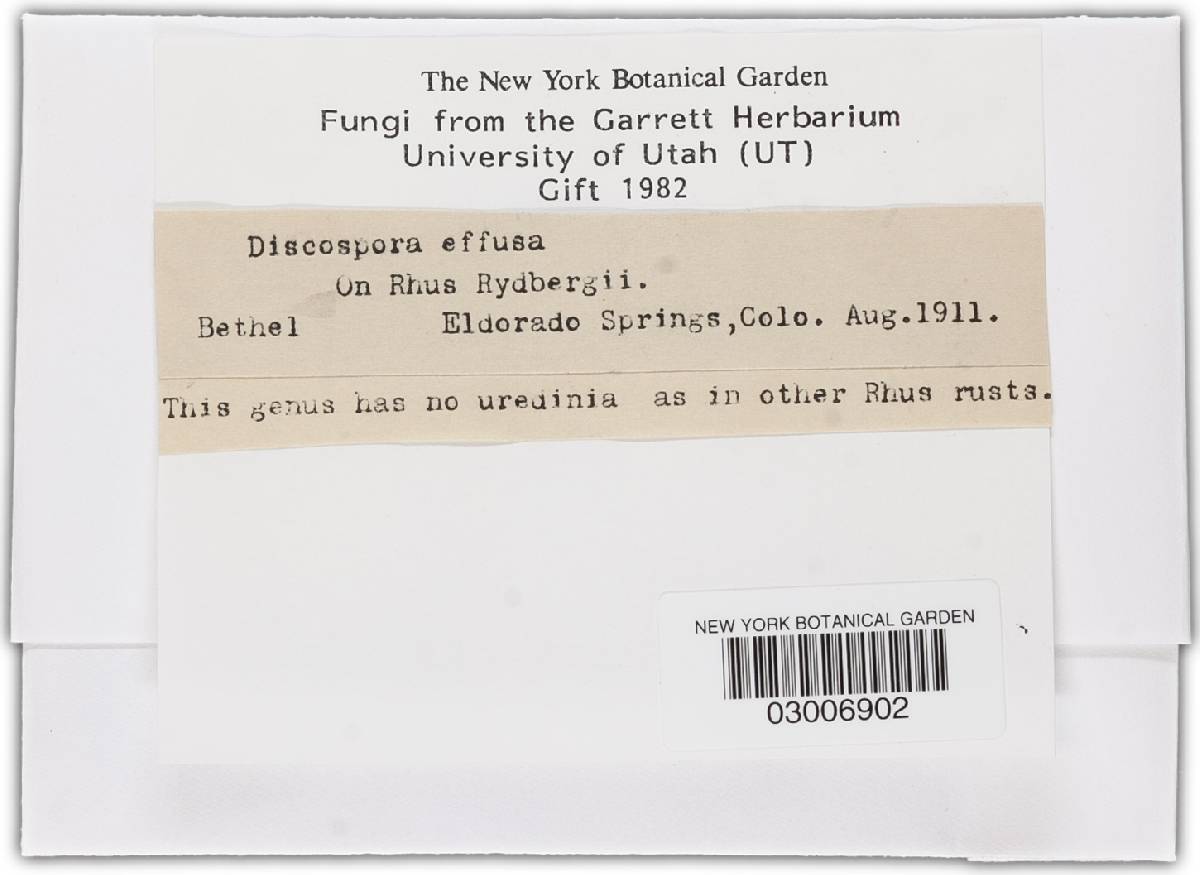 The New York Botanical Garden
Fungi from the Garrett Herbarium
University of Utah (UT)
Gift 1982
Discospora effusa
On Rhus Rydbergii.
Bethel Eldorado Springs,Colo. Aug.1911.
This genus has no uredinia as in other Rhus rusts.
NEW YORK BOTANICAL GARDEN
03006902